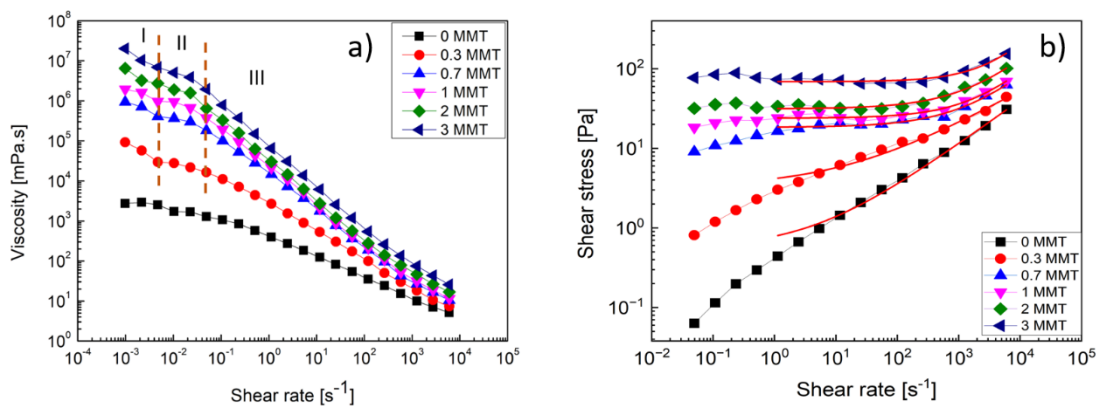 a)
I II III
0 MMT
0.3 MMT
0.7 MMT
1 MMT
2 MMT
3 MMT
Viscosity [mPa.s]
10^8
10^7
10^6
10^5
10^4
10^3
10^2
10^1
10^0
10^-4 10^-3 10^-2 10^-1 10^0 10^1 10^2 10^3 10^4 10^5
Shear rate [s^-1]
b)
Shear stress [Pa]
10^2
10^1
10^0
10^-1
0 MMT
0.3 MMT
0.7 MMT
1 MMT
2 MMT
3 MMT
10^-2 10^-1 10^0 10^1 10^2 10^3 10^4 10^5
Shear rate [s^-1]